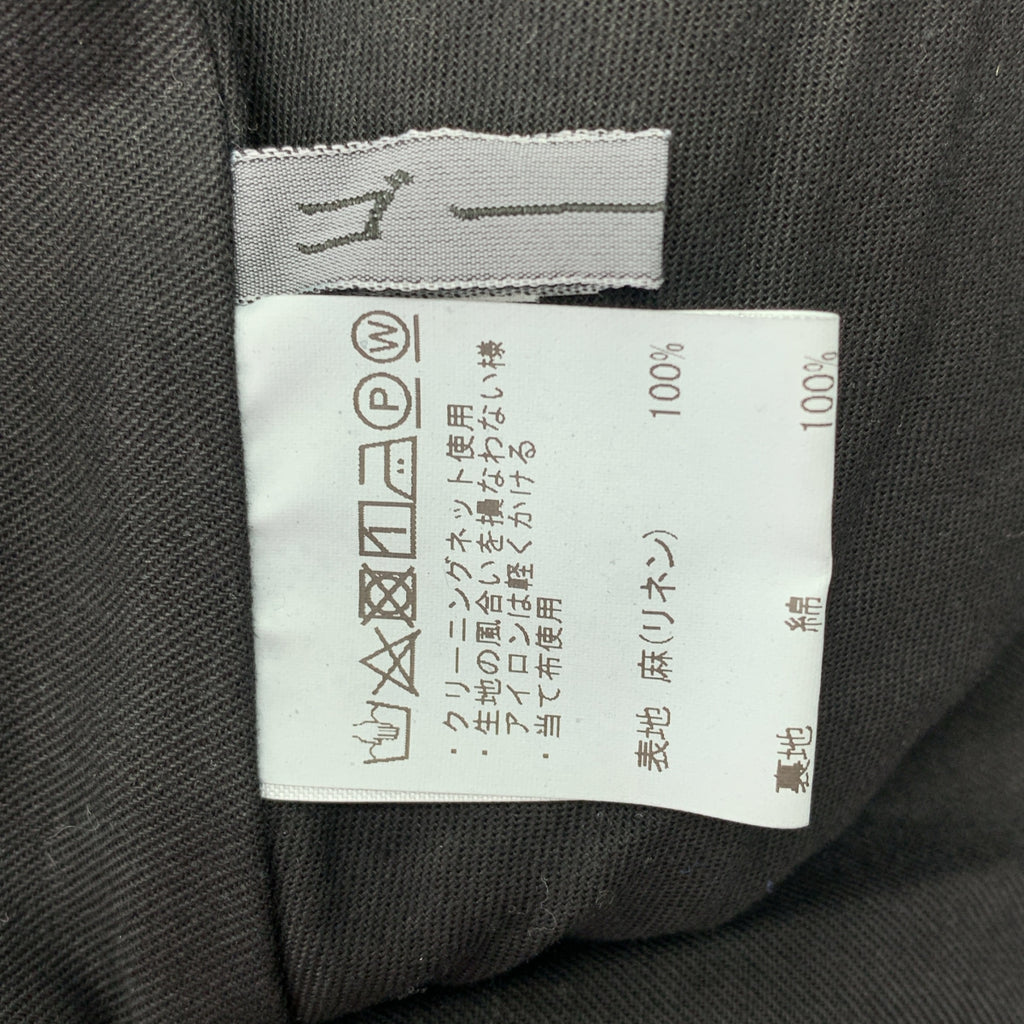 P W
・クリーニングネット使用
・生地の風合いを損なわない様
アイロンは軽くかける
・当て布使用
表地 麻(リネン) 100%
裏地 綿 100%